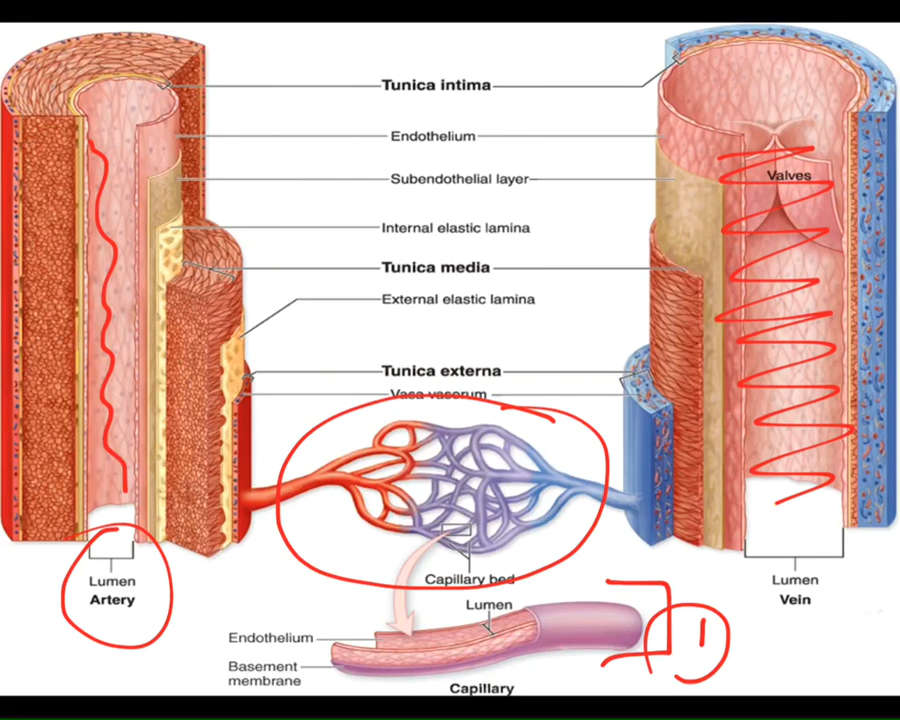 Tunica intima
Endothelium
Subendothelial layer
Valves
Internal elastic lamina
Tunica media
External elastic lamina
Tunica externa
Vasa vasorum
Capillary bed
Lumen
Artery
Lumen
Vein
Lumen
Endothelium
Basement
membrane
Capillary
1